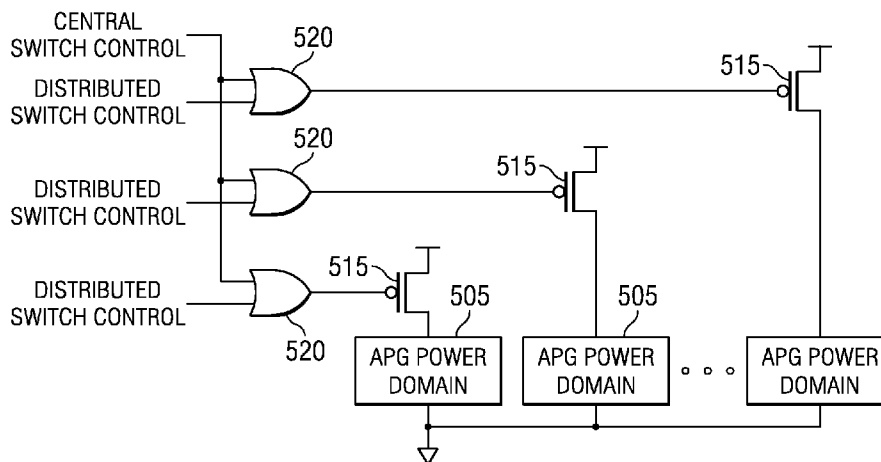 CENTRAL
SWITCH CONTROL
520
515
DISTRIBUTED
SWITCH CONTROL
520
515
DISTRIBUTED
SWITCH CONTROL
515
505
505
DISTRIBUTED
SWITCH CONTROL
520
APG POWER
DOMAIN
APG POWER
DOMAIN
APG POWER
DOMAIN